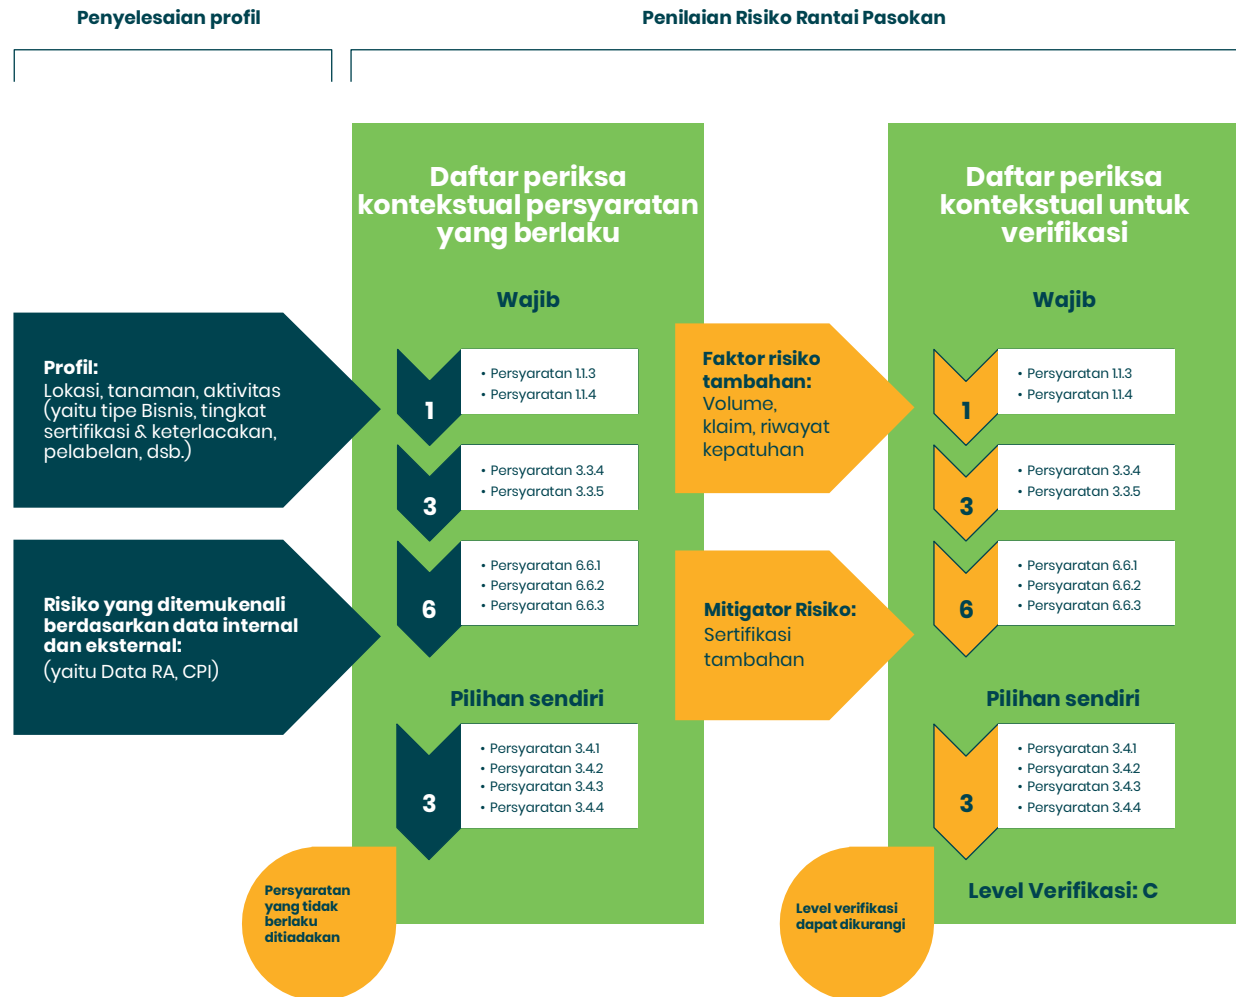 Penyelesaian profil
Penilaian Risiko Rantai Pasokan
Profil:
Lokasi, tanaman, aktivitas
(yaitu tipe Bisnis, tingkat
sertifikasi & keterlacakan,
pelabelan, dsb.)
Risiko yang ditemukenali
berdasarkan data internal
dan eksternal:
(yaitu Data RA, CPI)
Daftar periksa
kontekstual persyaratan
yang berlaku
Wajib
1
• Persyaratan 1.1.3
• Persyaratan 1.1.4
3
• Persyaratan 3.3.4
• Persyaratan 3.3.5
6
• Persyaratan 6.6.1
• Persyaratan 6.6.2
• Persyaratan 6.6.3
Pilihan sendiri
3
• Persyaratan 3.4.1
• Persyaratan 3.4.2
• Persyaratan 3.4.3
• Persyaratan 3.4.4
Persyaratan
yang tidak
berlaku
ditiadakan
Faktor risiko
tambahan:
Volume,
klaim, riwayat
kepatuhan
Mitigator Risiko:
Sertifikasi
tambahan
Daftar periksa
kontekstual untuk
verifikasi
Wajib
1
• Persyaratan 1.1.3
• Persyaratan 1.1.4
3
• Persyaratan 3.3.4
• Persyaratan 3.3.5
6
• Persyaratan 6.6.1
• Persyaratan 6.6.2
• Persyaratan 6.6.3
Pilihan sendiri
3
• Persyaratan 3.4.1
• Persyaratan 3.4.2
• Persyaratan 3.4.3
• Persyaratan 3.4.4
Level Verifikasi: C
Level verifikasi
dapat dikurangi